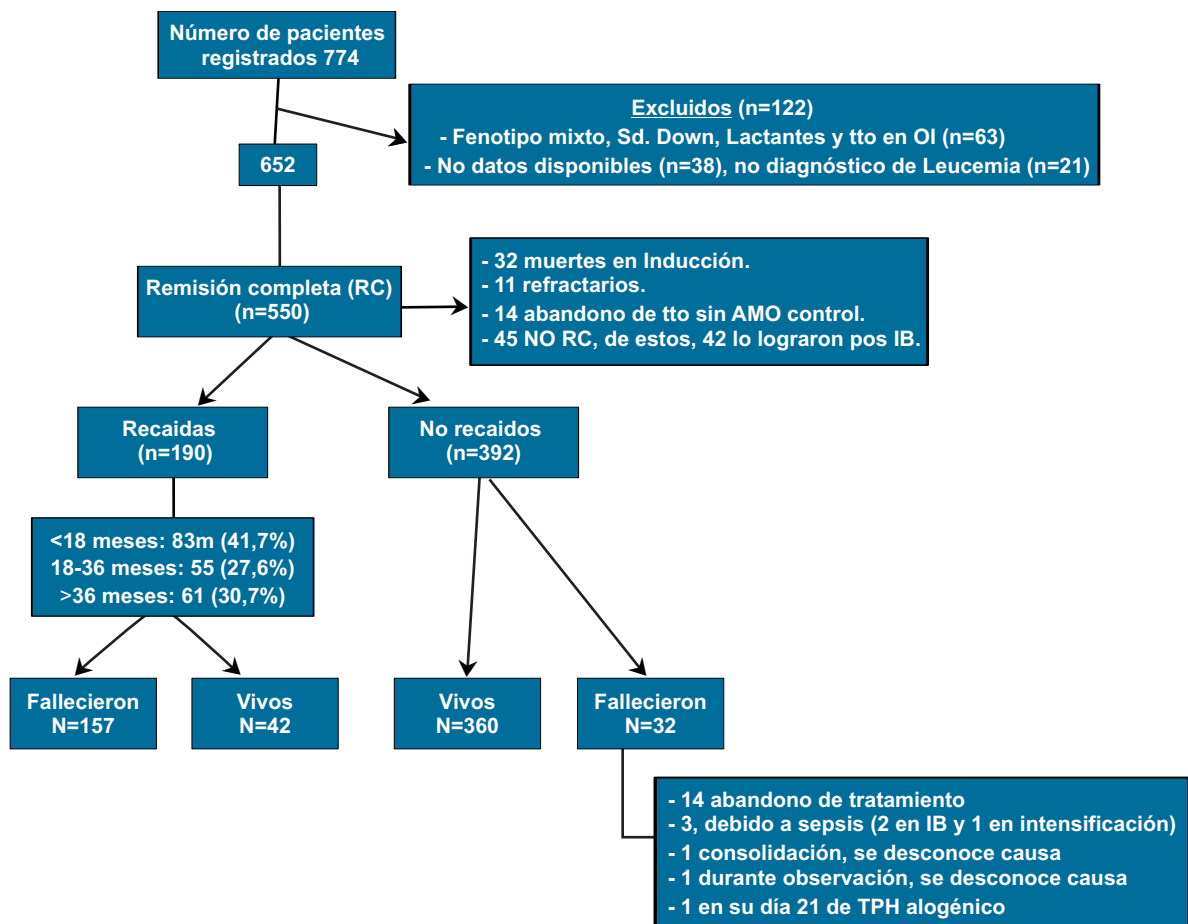 Número de pacientes
registrados 774
Excluidos (n=122)
- Fenotipo mixto, Sd. Down, Lactantes y tto en OI (n=63)
- No datos disponibles (n=38), no diagnóstico de Leucemia (n=21)
652
Remisión completa (RC)
(n=550)
- 32 muertes en Inducción.
- 11 refractarios.
- 14 abandono de tto sin AMO control.
- 45 NO RC, de estos, 42 lo lograron pos IB.
Recaidas
(n=190)
No recaidos
(n=392)
<18 meses: 83m (41,7%)
18-36 meses: 55 (27,6%)
>36 meses: 61 (30,7%)
Fallecieron
N=157
Vivos
N=42
Vivos
N=360
Fallecieron
N=32
- 14 abandono de tratamiento
- 3, debido a sepsis (2 en IB y 1 en intensificación)
- 1 consolidación, se desconoce causa
- 1 durante observación, se desconoce causa
- 1 en su día 21 de TPH alogénico